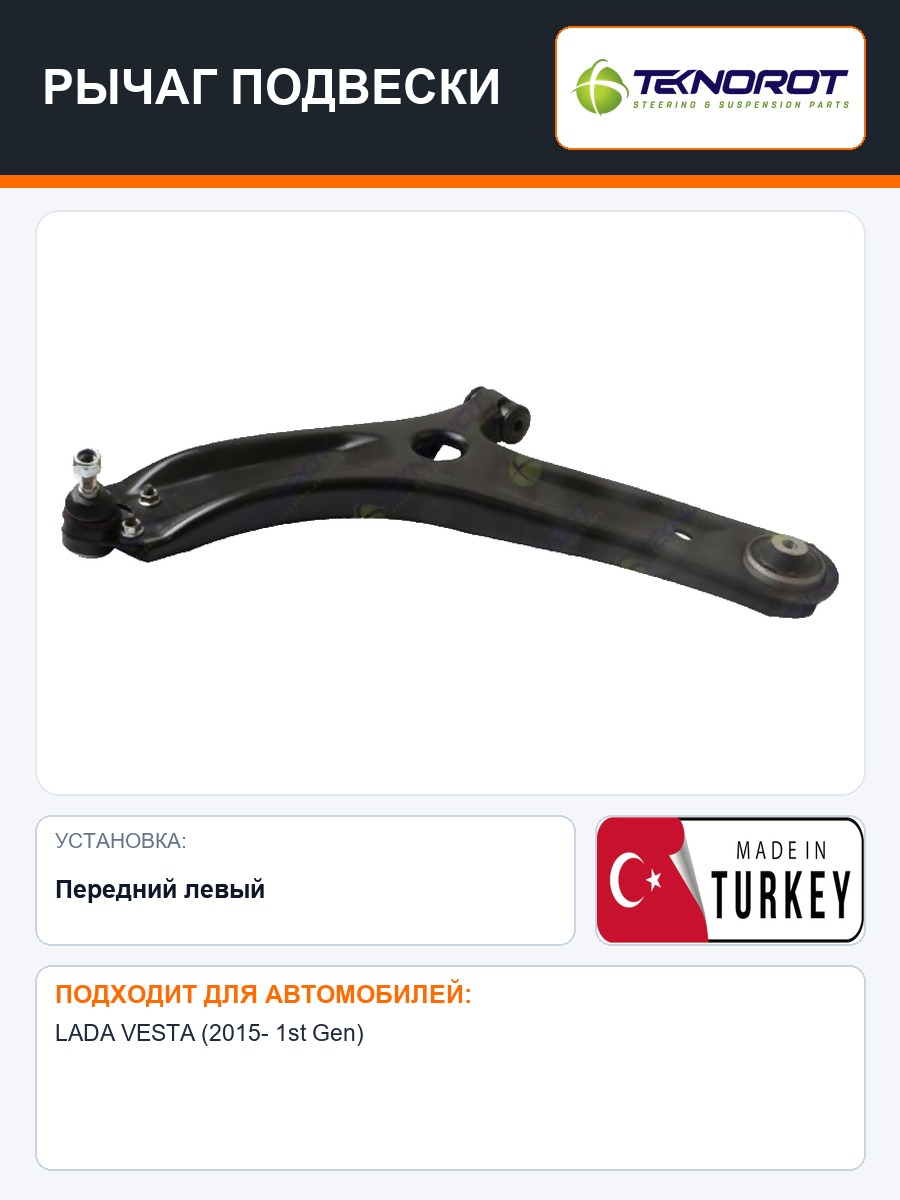 РЫЧАГ ПОДВЕСКИ
TEKNOROT
STEERING & SUSPENSION PARTS
УСТАНОВКА:
Передний левый
MADE IN
TURKEY
ПОДХОДИТ ДЛЯ АВТОМОБИЛЕЙ:
LADA VESTA (2015- 1st Gen)